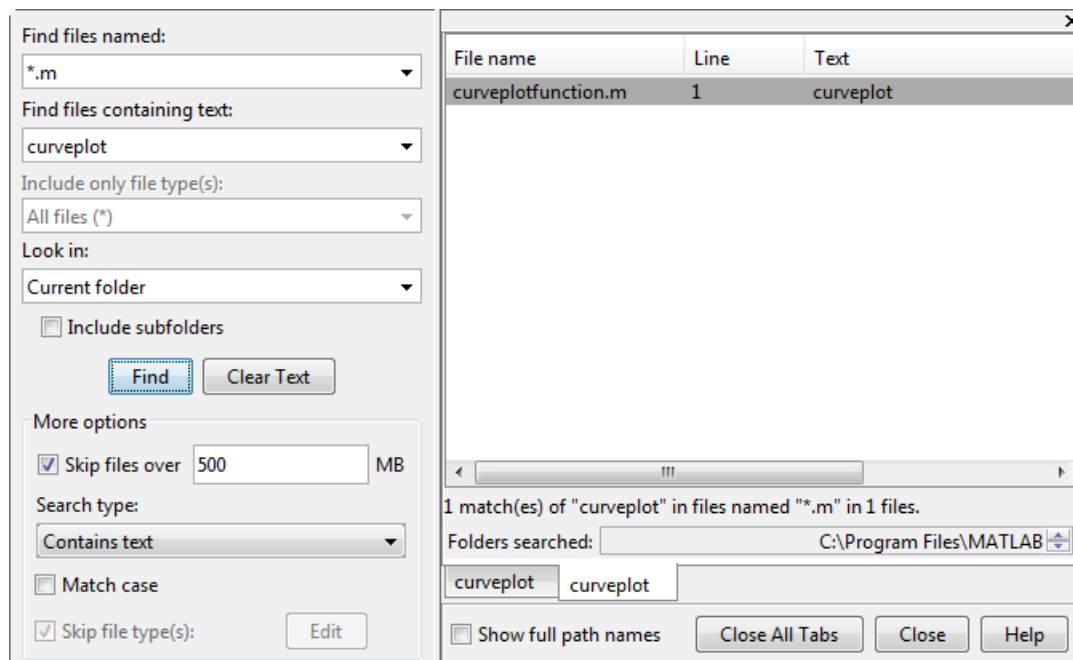 Find files named:
*.m
Find files containing text:
curveplot
Include only file type(s):
All files (*)
Look in:
Current folder
Include subfolders
Find Clear Text
More options
Skip files over 500 MB
Search type:
Contains text
Match case
Skip file type(s): Edit
File name Line Text
curveplotfunction.m 1 curveplot
1 match(es) of "curveplot" in files named "*.m" in 1 files.
Folders searched: C:\Program Files\MATLAB
curveplot curveplot
Show full path names Close All Tabs Close Help